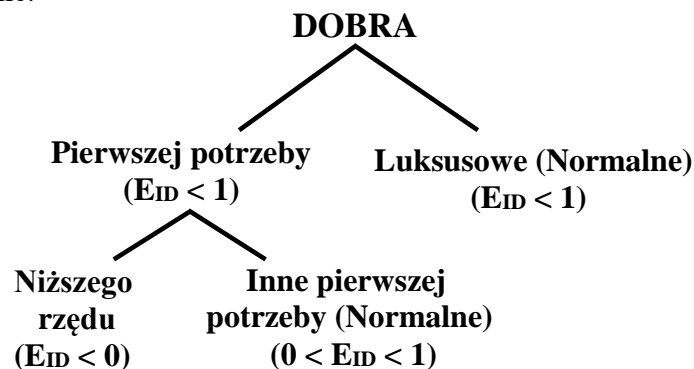 DOBRA
Pierwszej potrzeby
(EID < 1)
Luksusowe (Normalne)
(EID < 1)
Niższego
rzędu
(EID < 0)
Inne pierwszej
potrzeby (Normalne)
(0 < EID < 1)